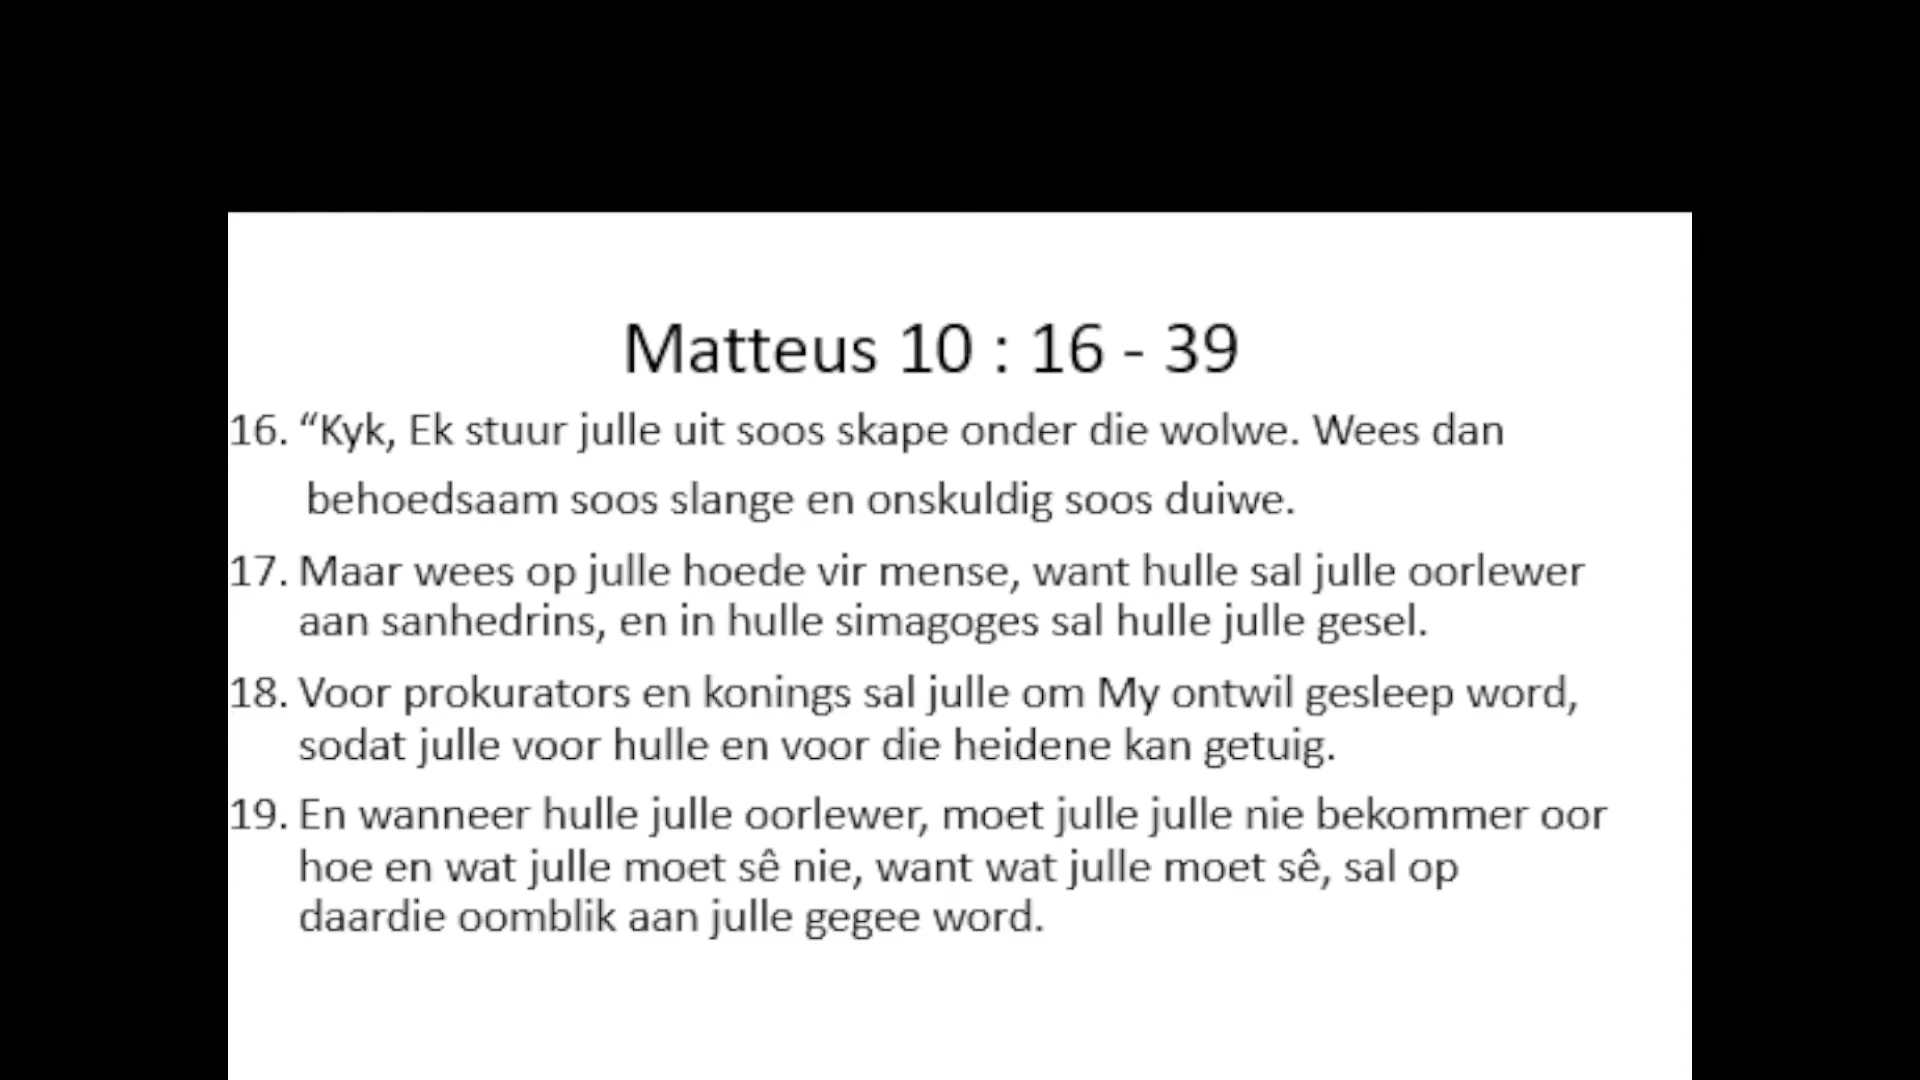 Matteus 10 : 16 - 39
16. “Kyk, Ek stuur julle uit soos skape onder die wolwe. Wees dan
behoedsaam soos slange en onskuldig soos duiwe.
17. Maar wees op julle hoede vir mense, want hulle sal julle oorlewer
aan sanhedrins, en in hulle simagoges sal hulle julle gesel.
18. Voor prokurators en konings sal julle om My ontwil gesleep word,
sodat julle voor hulle en voor die heidene kan getuig.
19. En wanneer hulle julle oorlewer, moet julle julle nie bekommer oor
hoe en wat julle moet sê nie, want wat julle moet sê, sal op
daardie oomblik aan julle gegee word.